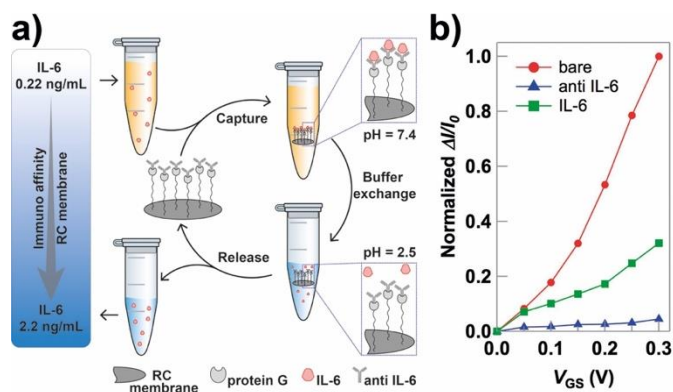 a)
IL-6
0.22 ng/mL
Immuno affinity
RC membrane
IL-6
2.2 ng/mL
Capture
pH = 7.4
Buffer
exchange
pH = 2.5
Release
RC
membrane
protein G
IL-6
anti IL-6
b)
Normalized ΔI/I0
1.0
0.8
0.6
0.4
0.2
0.0
bare
anti IL-6
IL-6
0.0
0.1
0.2
0.3
VGS (V)